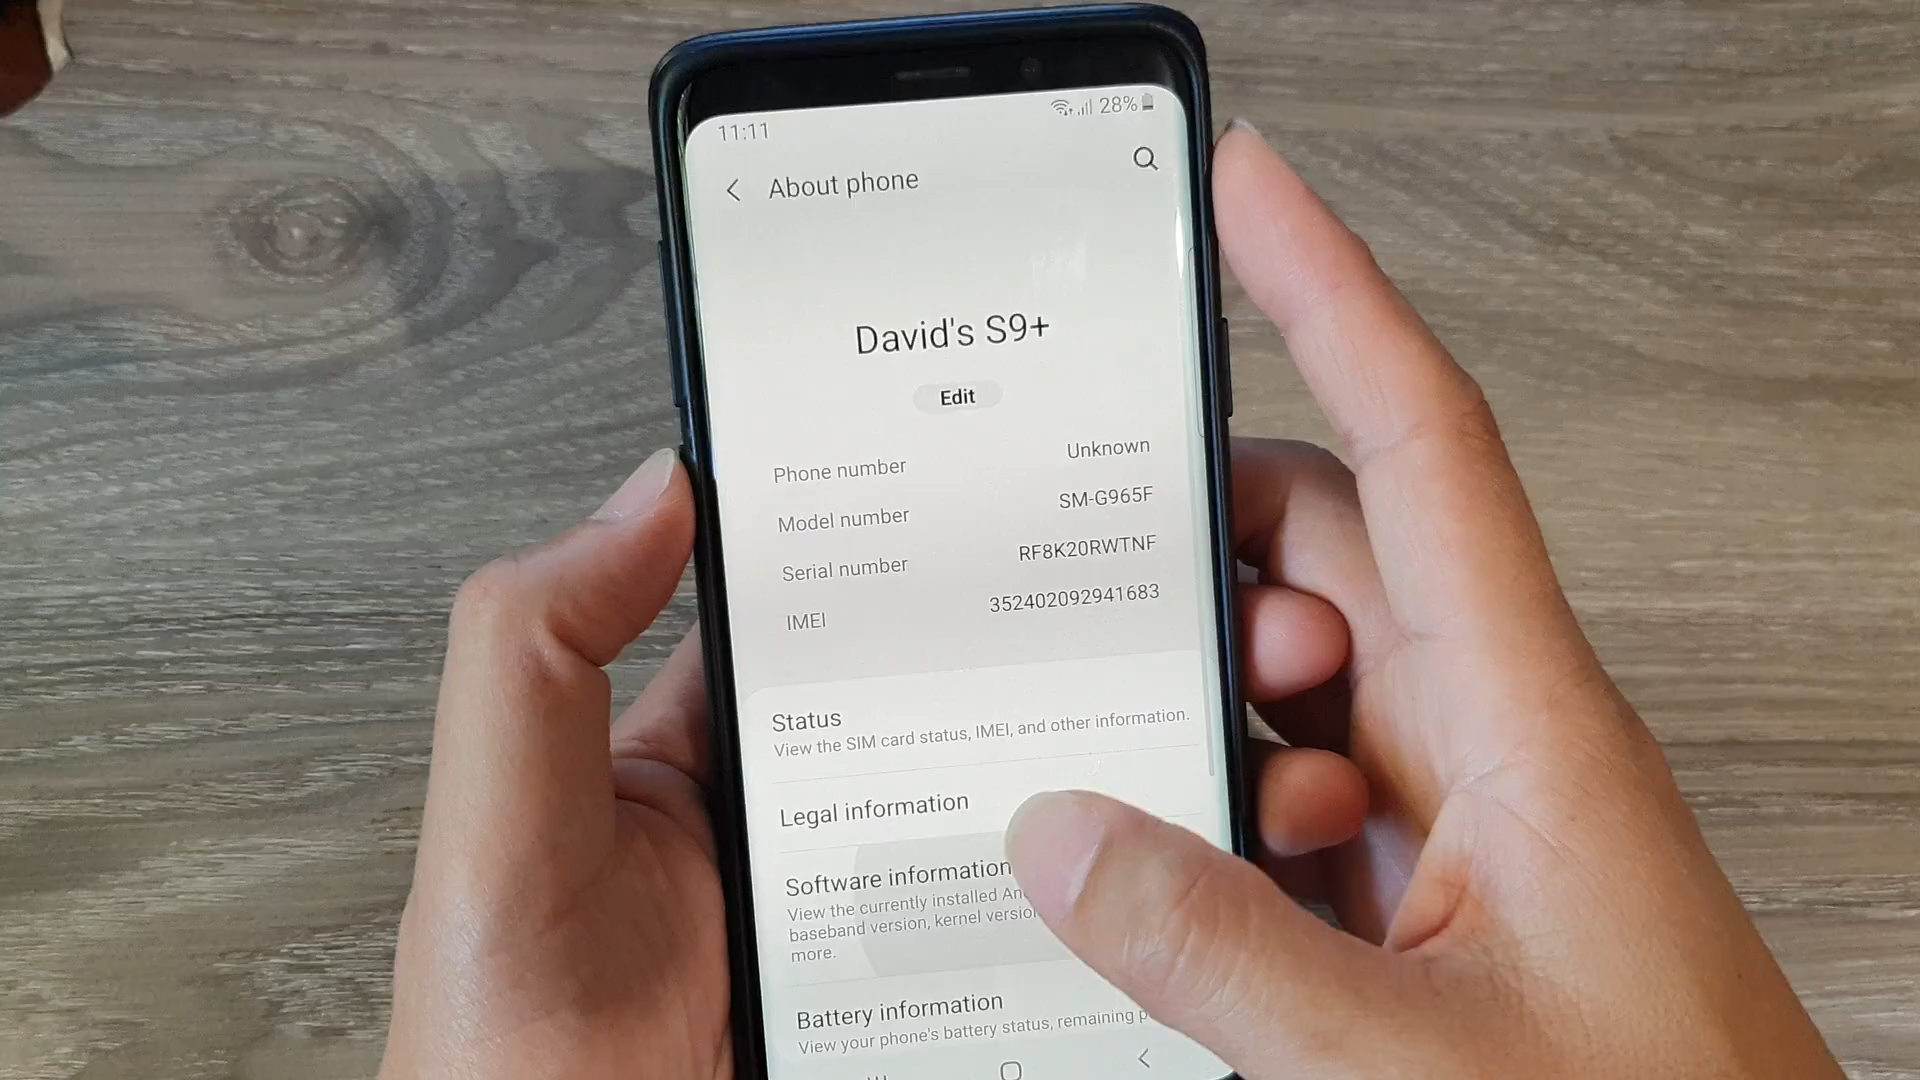 11:11
28%
About phone
David's S9+
Edit
Phone number Unknown
Model number SM-G965F
Serial number RF8K20RWTNF
IMEI 352402092941683
Status
View the SIM card status, IMEI, and other information.
Legal information
Software information
View the currently installed
baseband version, kernel
more.
Battery information
View your phone's battery status, remaining